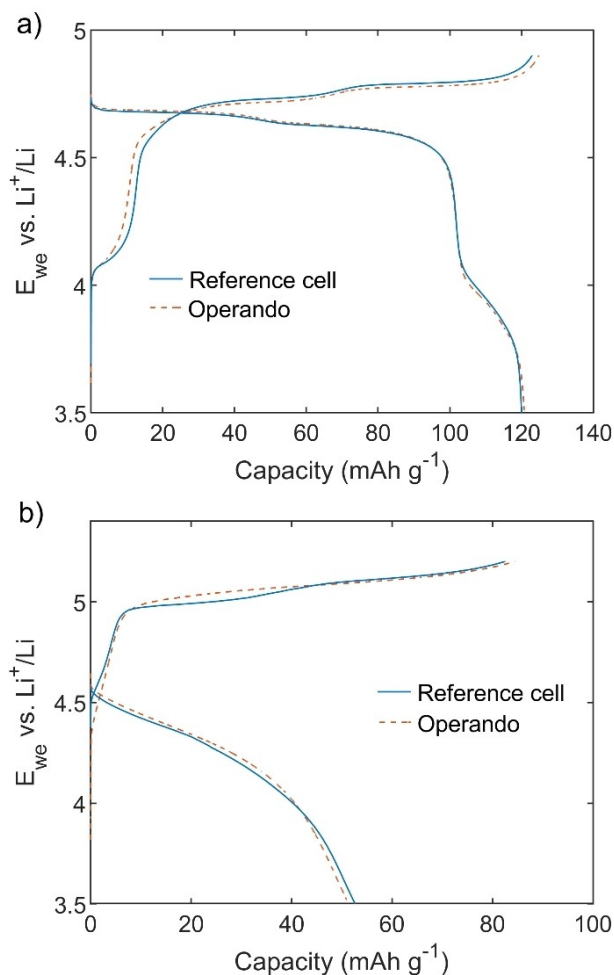 a)
5
4.5
4
3.5
E_we vs. Li⁺/Li
Reference cell
Operando
0 20 40 60 80 100 120 140
Capacity (mAh g⁻¹)
b)
5
4.5
4
3.5
E_we vs. Li⁺/Li
Reference cell
Operando
0 20 40 60 80 100
Capacity (mAh g⁻¹)